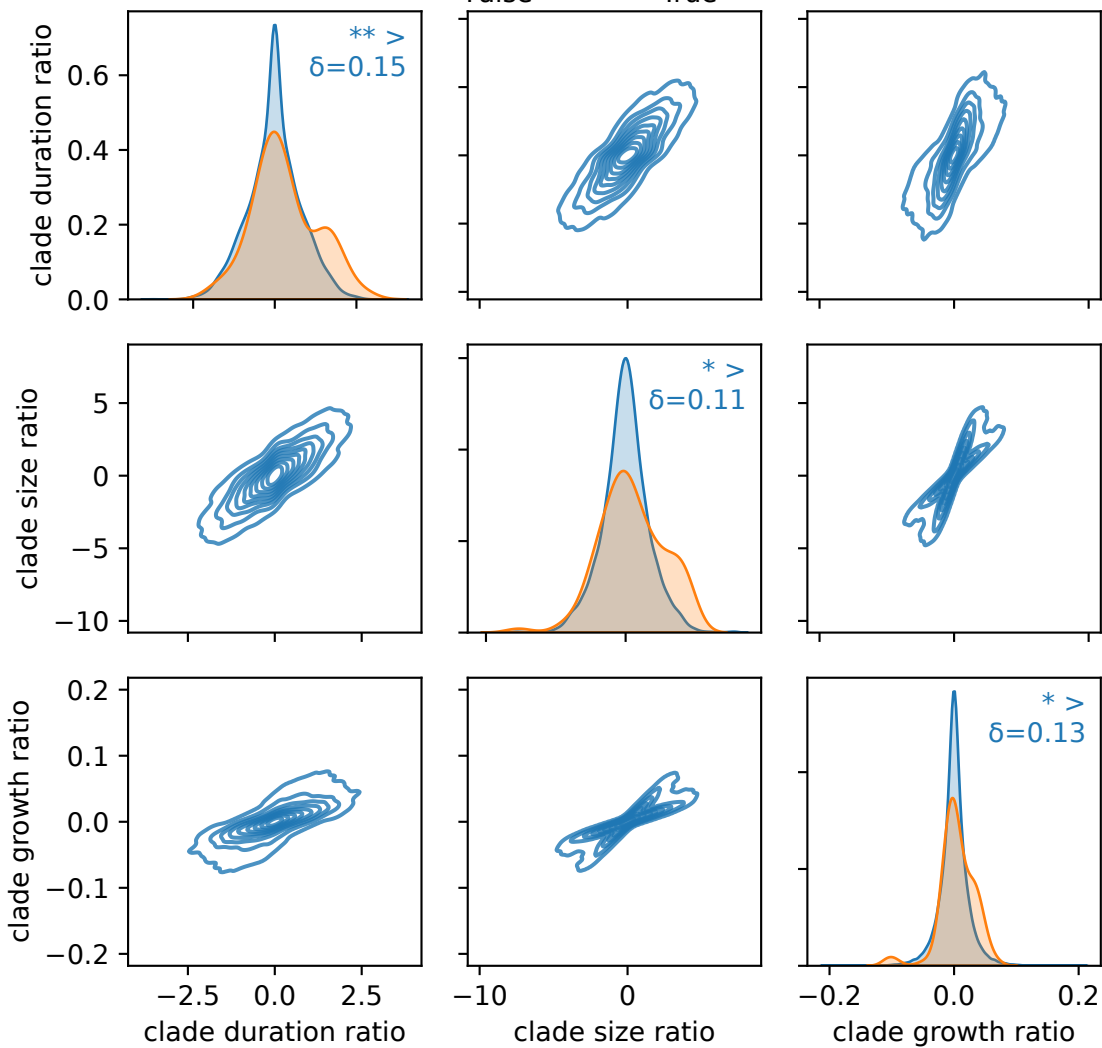 False True
clade duration ratio
0.6
0.4
0.2
0.0
** >
δ=0.15
clade size ratio
5
0
−5
−10
* >
δ=0.11
clade growth ratio
0.2
0.1
0.0
−0.1
−0.2
* >
δ=0.13
−2.5 0.0 2.5
−10 0
−0.2 0.0 0.2
clade duration ratio
clade size ratio
clade growth ratio